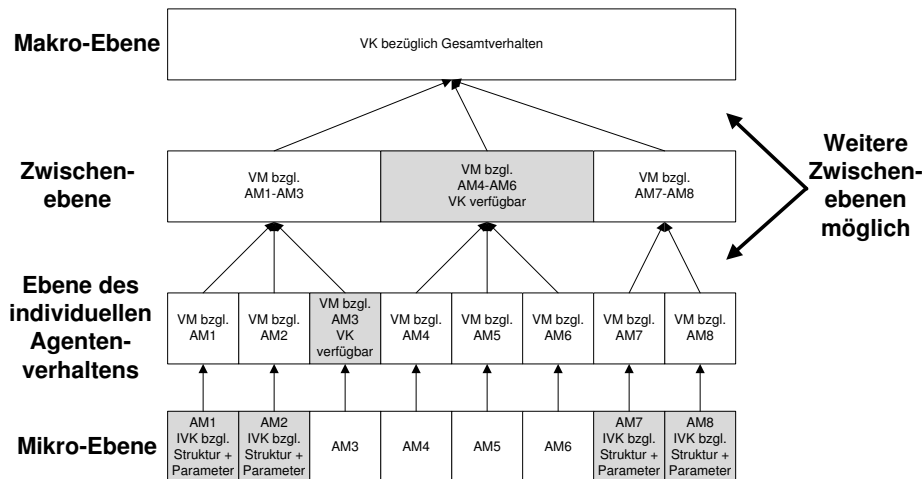 Makro-Ebene
VK bezüglich Gesamtverhalten
Zwischen-
ebene
VM bzgl.
AM1-AM3
VM bzgl.
AM4-AM6
VK verfügbar
VM bzgl.
AM7-AM8
Weitere
Zwischen-
ebenen
möglich
Ebene des
individuellen
Agenten-
verhaltens
VM bzgl.
AM1
VM bzgl.
AM2
VM bzgl.
AM3
VK
verfügbar
VM bzgl.
AM4
VM bzgl.
AM5
VM bzgl.
AM6
VM bzgl.
AM7
VM bzgl.
AM8
Mikro-Ebene
AM1
IVK bzgl.
Struktur +
Parameter
AM2
IVK bzgl.
Struktur +
Parameter
AM3
AM4
AM5
AM6
AM7
IVK bzgl.
Struktur +
Parameter
AM8
IVK bzgl.
Struktur +
Parameter